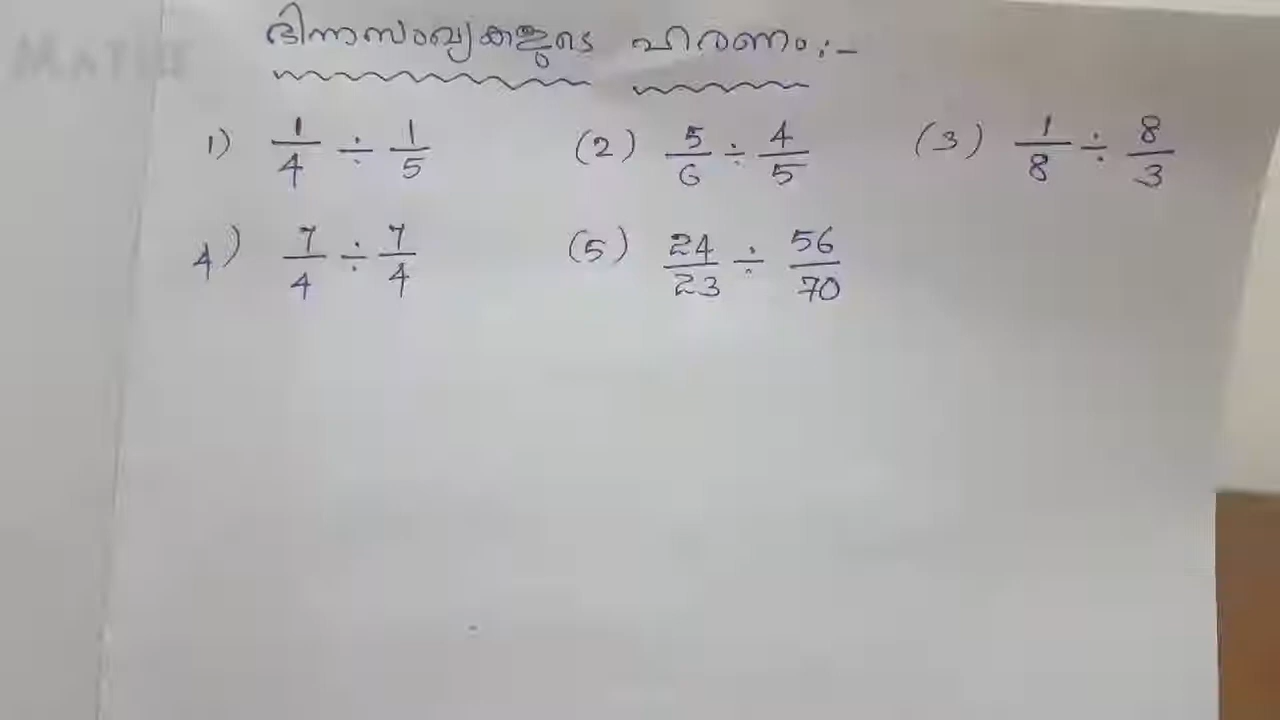 MATHS
ഭിന്നസംഖ്യകളുടെ ഹരണം :-
1) 1/4 ÷ 1/5 (2) 5/6 ÷ 4/5 (3) 1/8 ÷ 8/3
4) 7/4 ÷ 7/4 (5) 24/23 ÷ 56/70